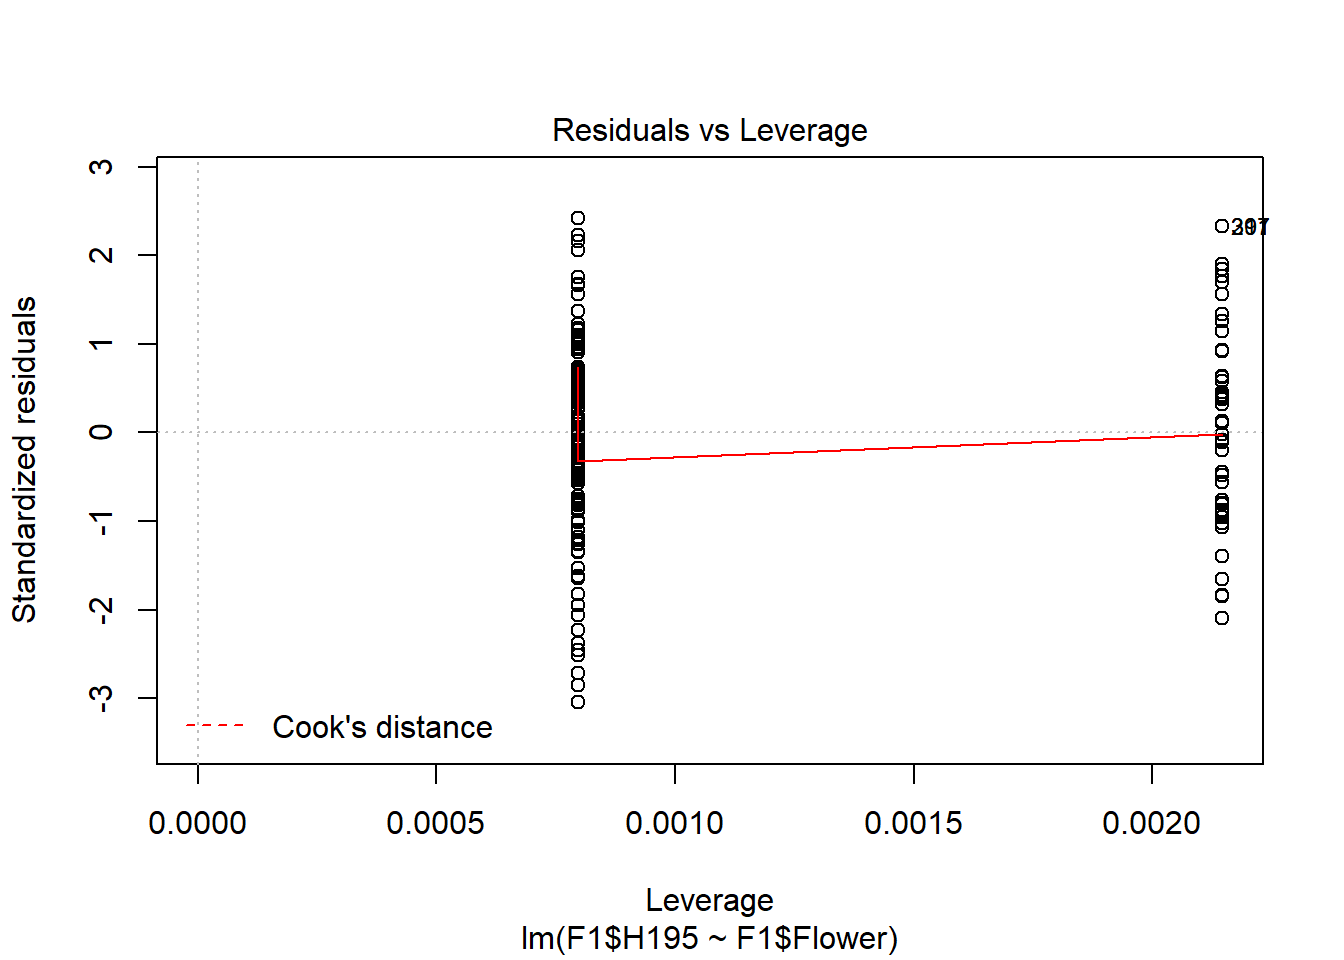 Residuals vs Leverage
Standardized residuals
3
2
1
0
-1
-2
-3
Cook's distance
0.0000 0.0005 0.0010 0.0015 0.0020
Leverage
lm(F1$H195 ~ F1$Flower)